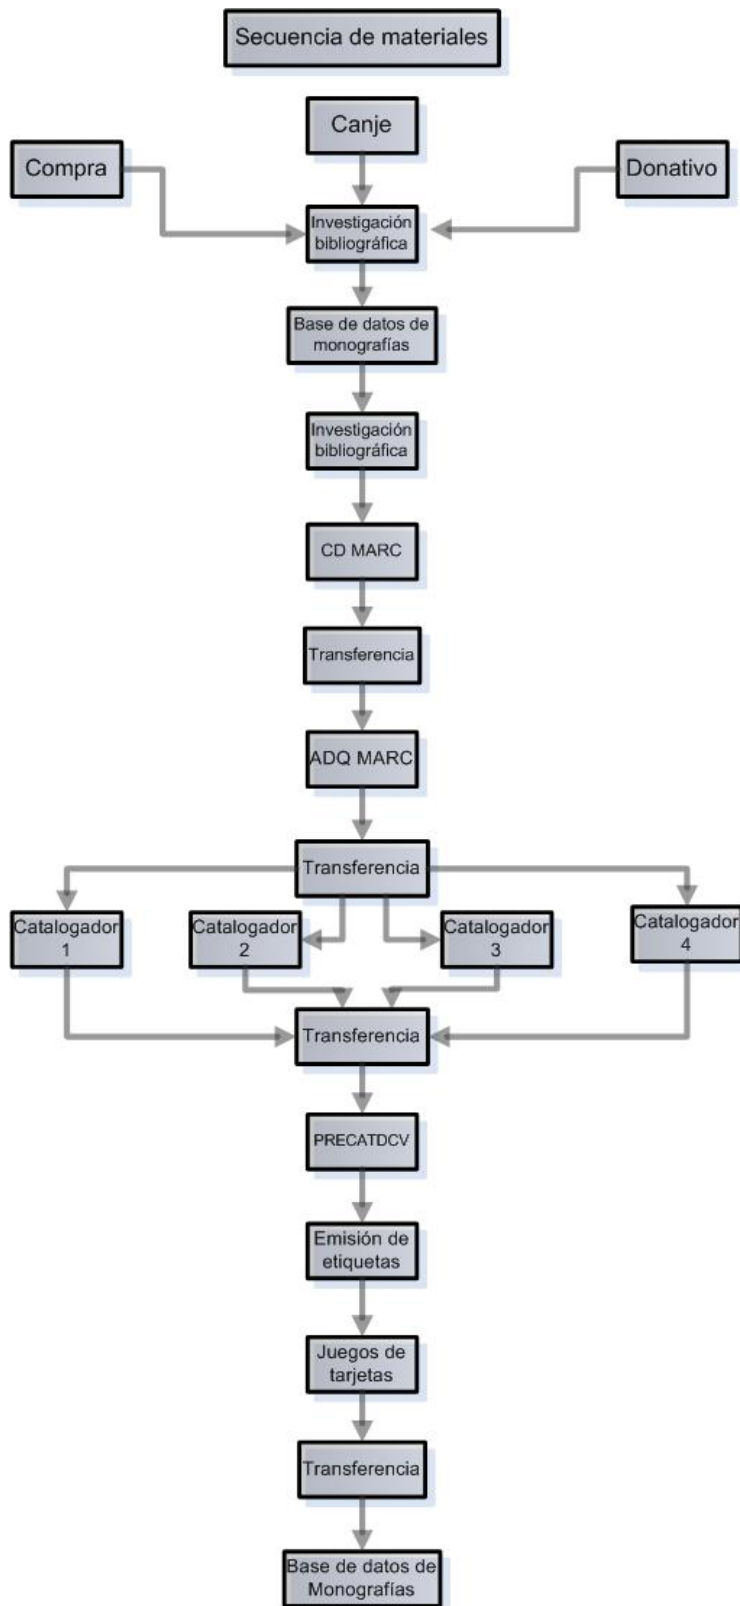 Secuencia de materiales
Canje
Compra
Donativo
Investigación
bibliográfica
Base de datos de
monografías
Investigación
bibliográfica
CD MARC
Transferencia
ADQ MARC
Transferencia
Catalogador
1
Catalogador
2
Catalogador
3
Catalogador
4
Transferencia
PRECATDCV
Emisión de
etiquetas
Juegos de
tarjetas
Transferencia
Base de datos de
Monografías